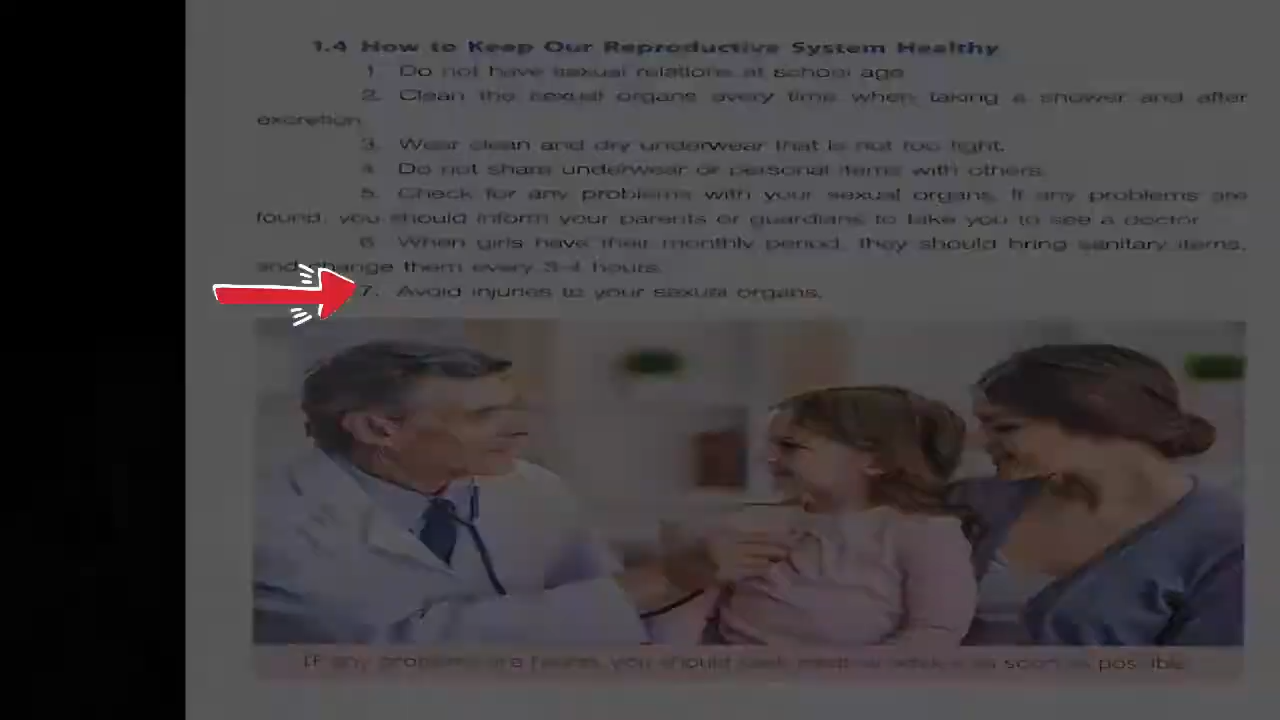 1.4 How to Keep Our Reproductive System Healthy
1. Do not have sexual relations at school age.
2. Clean the sexual organs every time when taking a shower and after
excretion.
3. Wear clean and dry underwear that is not too tight.
4. Do not share underwear or personal items with others.
5. Check for any problems with your sexual organs. If any problems are
found, you should inform your parents or guardians to take you to see a doctor.
6. When girls have their monthly period, they should bring sanitary items,
and change them every 3-4 hours.
7. Avoid injuries to your sexual organs.
If any problems are found, you should seek medical advice as soon as possible.